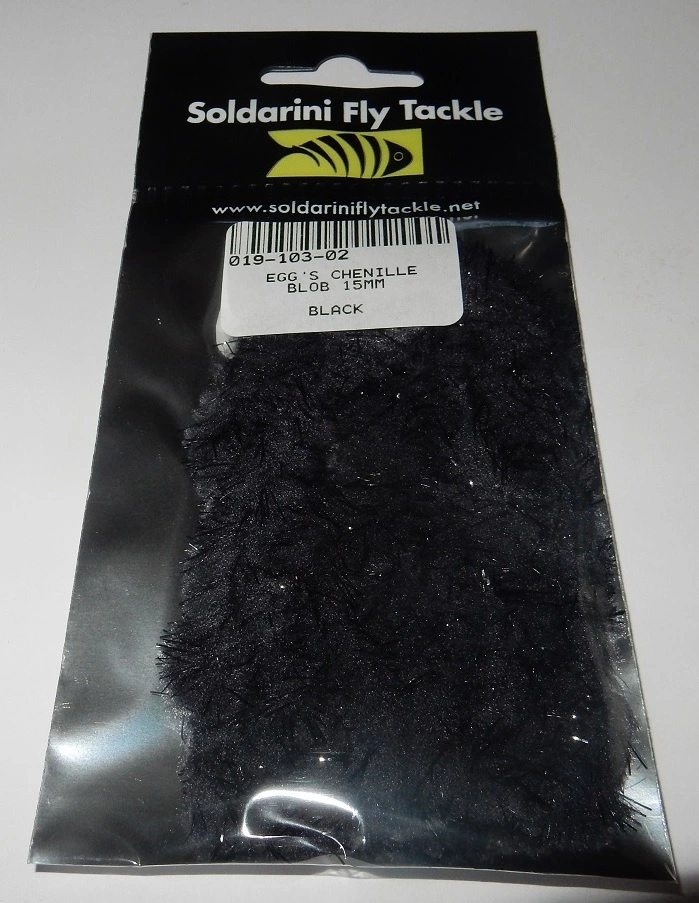 Soldarini Fly Tackle
www.soldariniflytackle.net
019-103-02
EGG'S CHENILLE
BLOB 15MM
BLACK